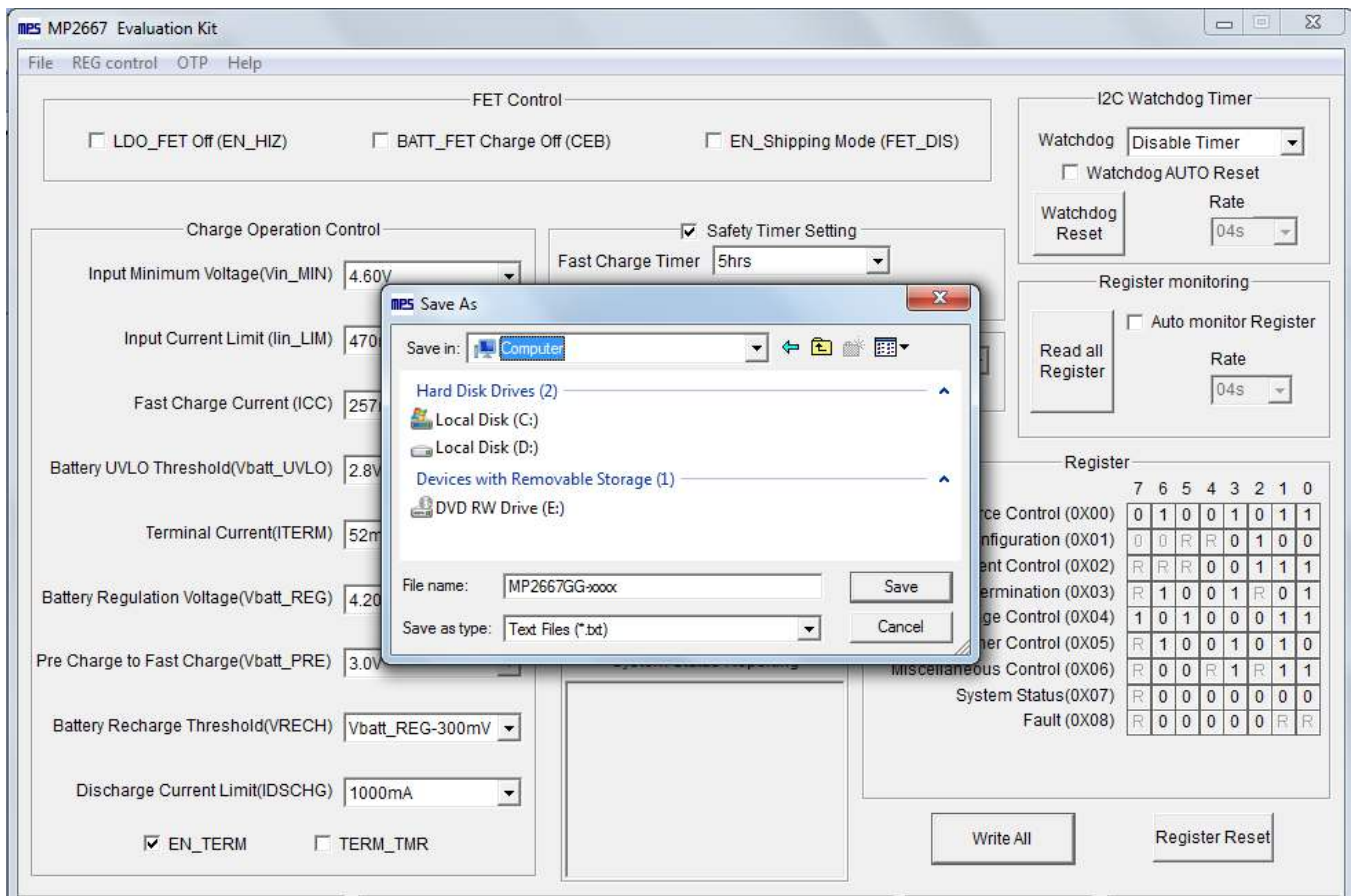 mps MP2667 Evaluation Kit
File REG control OTP Help
FET Control
LDO_FET Off (EN_HIZ)
BATT_FET Charge Off (CEB)
EN_Shipping Mode (FET_DIS)
I2C Watchdog Timer
Watchdog Disable Timer
Watchdog AUTO Reset
Watchdog Reset
Rate
04s
Charge Operation Control
Input Minimum Voltage(Vin_MIN) 4.60V
Input Current Limit (Iin_LIM)
Fast Charge Current (ICC)
Battery UVLO Threshold(Vbatt_UVLO) 2.8V
Terminal Current(ITERM)
Battery Regulation Voltage(Vbatt_REG) 4.20
Pre Charge to Fast Charge(Vbatt_PRE) 3.0V
Battery Recharge Threshold(VRECH) Vbatt_REG-300mV
Discharge Current Limit(IDSCHG) 1000mA
EN_TERM TERM_TMR
Safety Timer Setting
Fast Charge Timer 5hrs
mps Save As
Save in: Computer
Hard Disk Drives (2)
Local Disk (C:)
Local Disk (D:)
Devices with Removable Storage (1)
DVD RW Drive (E:)
File name: MP2667GG-xxxx
Save
Save as type: Text Files (*.txt)
Cancel
Register monitoring
Read all Register
Auto monitor Register
Rate
04s
Register
7 6 5 4 3 2 1 0
Control (0X00) 0 1 0 0 1 0 1 1
(0X01) 0 0 R R 0 1 0 0
Control (0X02) R R R 0 0 1 1 1
(0X03) R 1 0 0 1 R 0 1
Control (0X04) 1 0 1 0 0 0 1 1
Control (0X05) R 1 0 0 1 0 1 0
Miscellaneous Control (0X06) R 0 0 R 1 R 1 1
System Status(0X07) R 0 0 0 0 0 0 0
Fault (0X08) R 0 0 0 0 0 R R
Write All
Register Reset